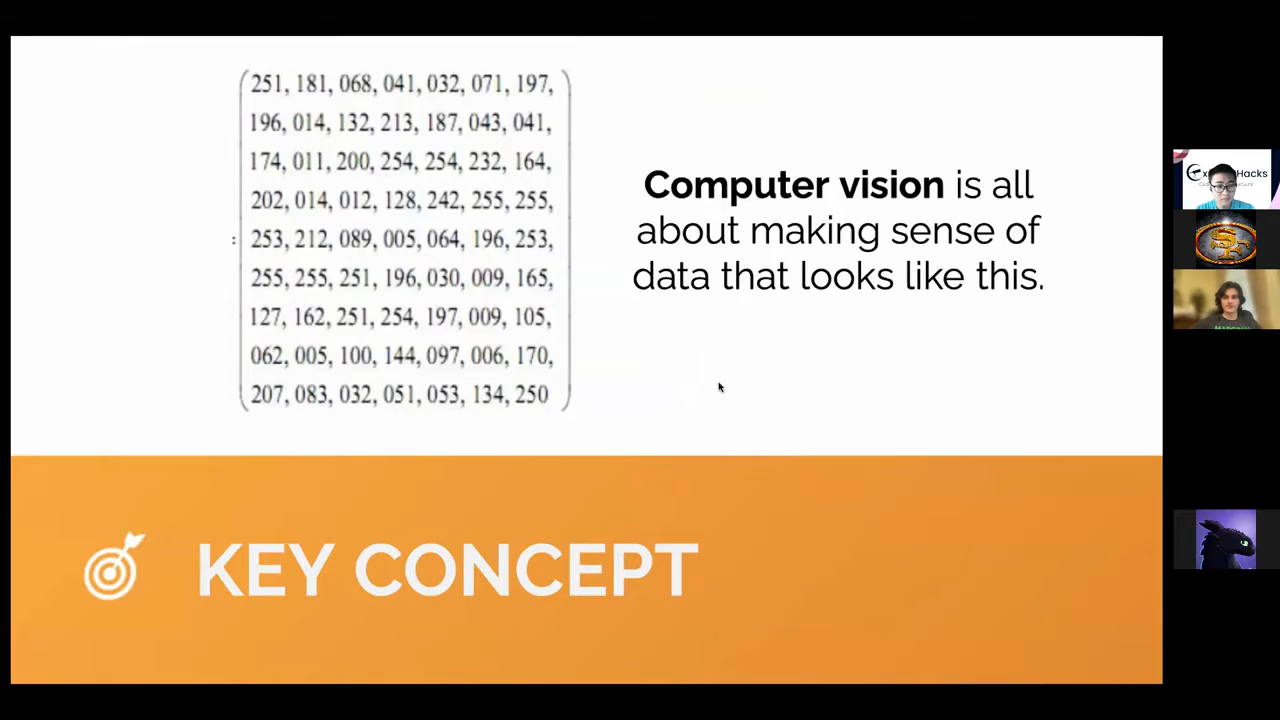 251, 181, 068, 041, 032, 071, 197,
196, 014, 132, 213, 187, 043, 041,
174, 011, 200, 254, 254, 232, 164,
202, 014, 012, 128, 242, 255, 255,
: 253, 212, 089, 005, 064, 196, 253,
255, 255, 251, 196, 030, 009, 165,
127, 162, 251, 254, 197, 009, 105,
062, 005, 100, 144, 097, 006, 170,
207, 083, 032, 051, 053, 134, 250
Computer vision is all
about making sense of
data that looks like this.
KEY CONCEPT
Hacks
SF